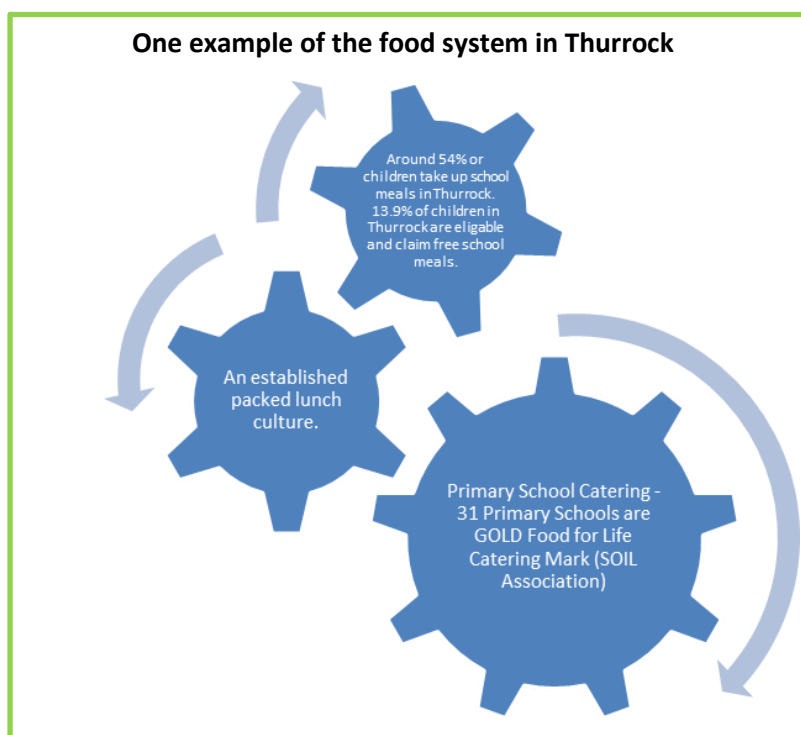 One example of the food system in Thurrock
Around 54% or
children take up school
meals in Thurrock.
13.9% of children in
Thurrock are eligable
and claim free school
meals.
An established
packed lunch
culture.
Primary School Catering -
31 Primary Schools are
GOLD Food for Life
Catering Mark (SOIL
Association)